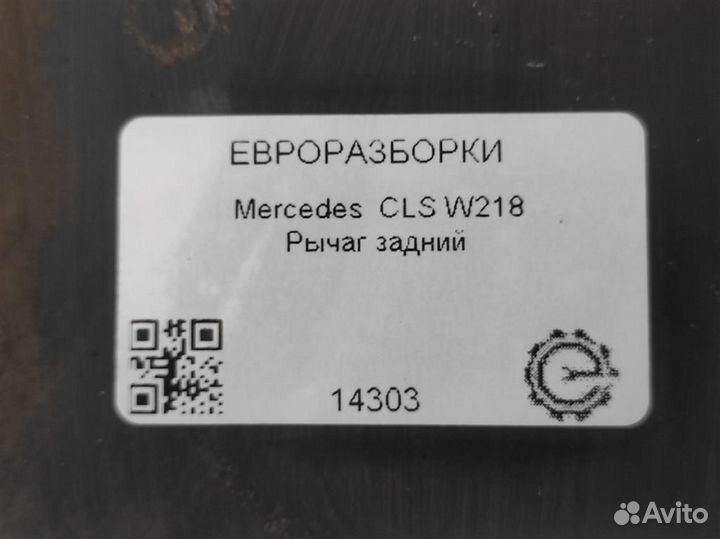 ЕВРОРАЗБОРКИ
Mercedes CLS W218
Рычаг задний
14303
Avito